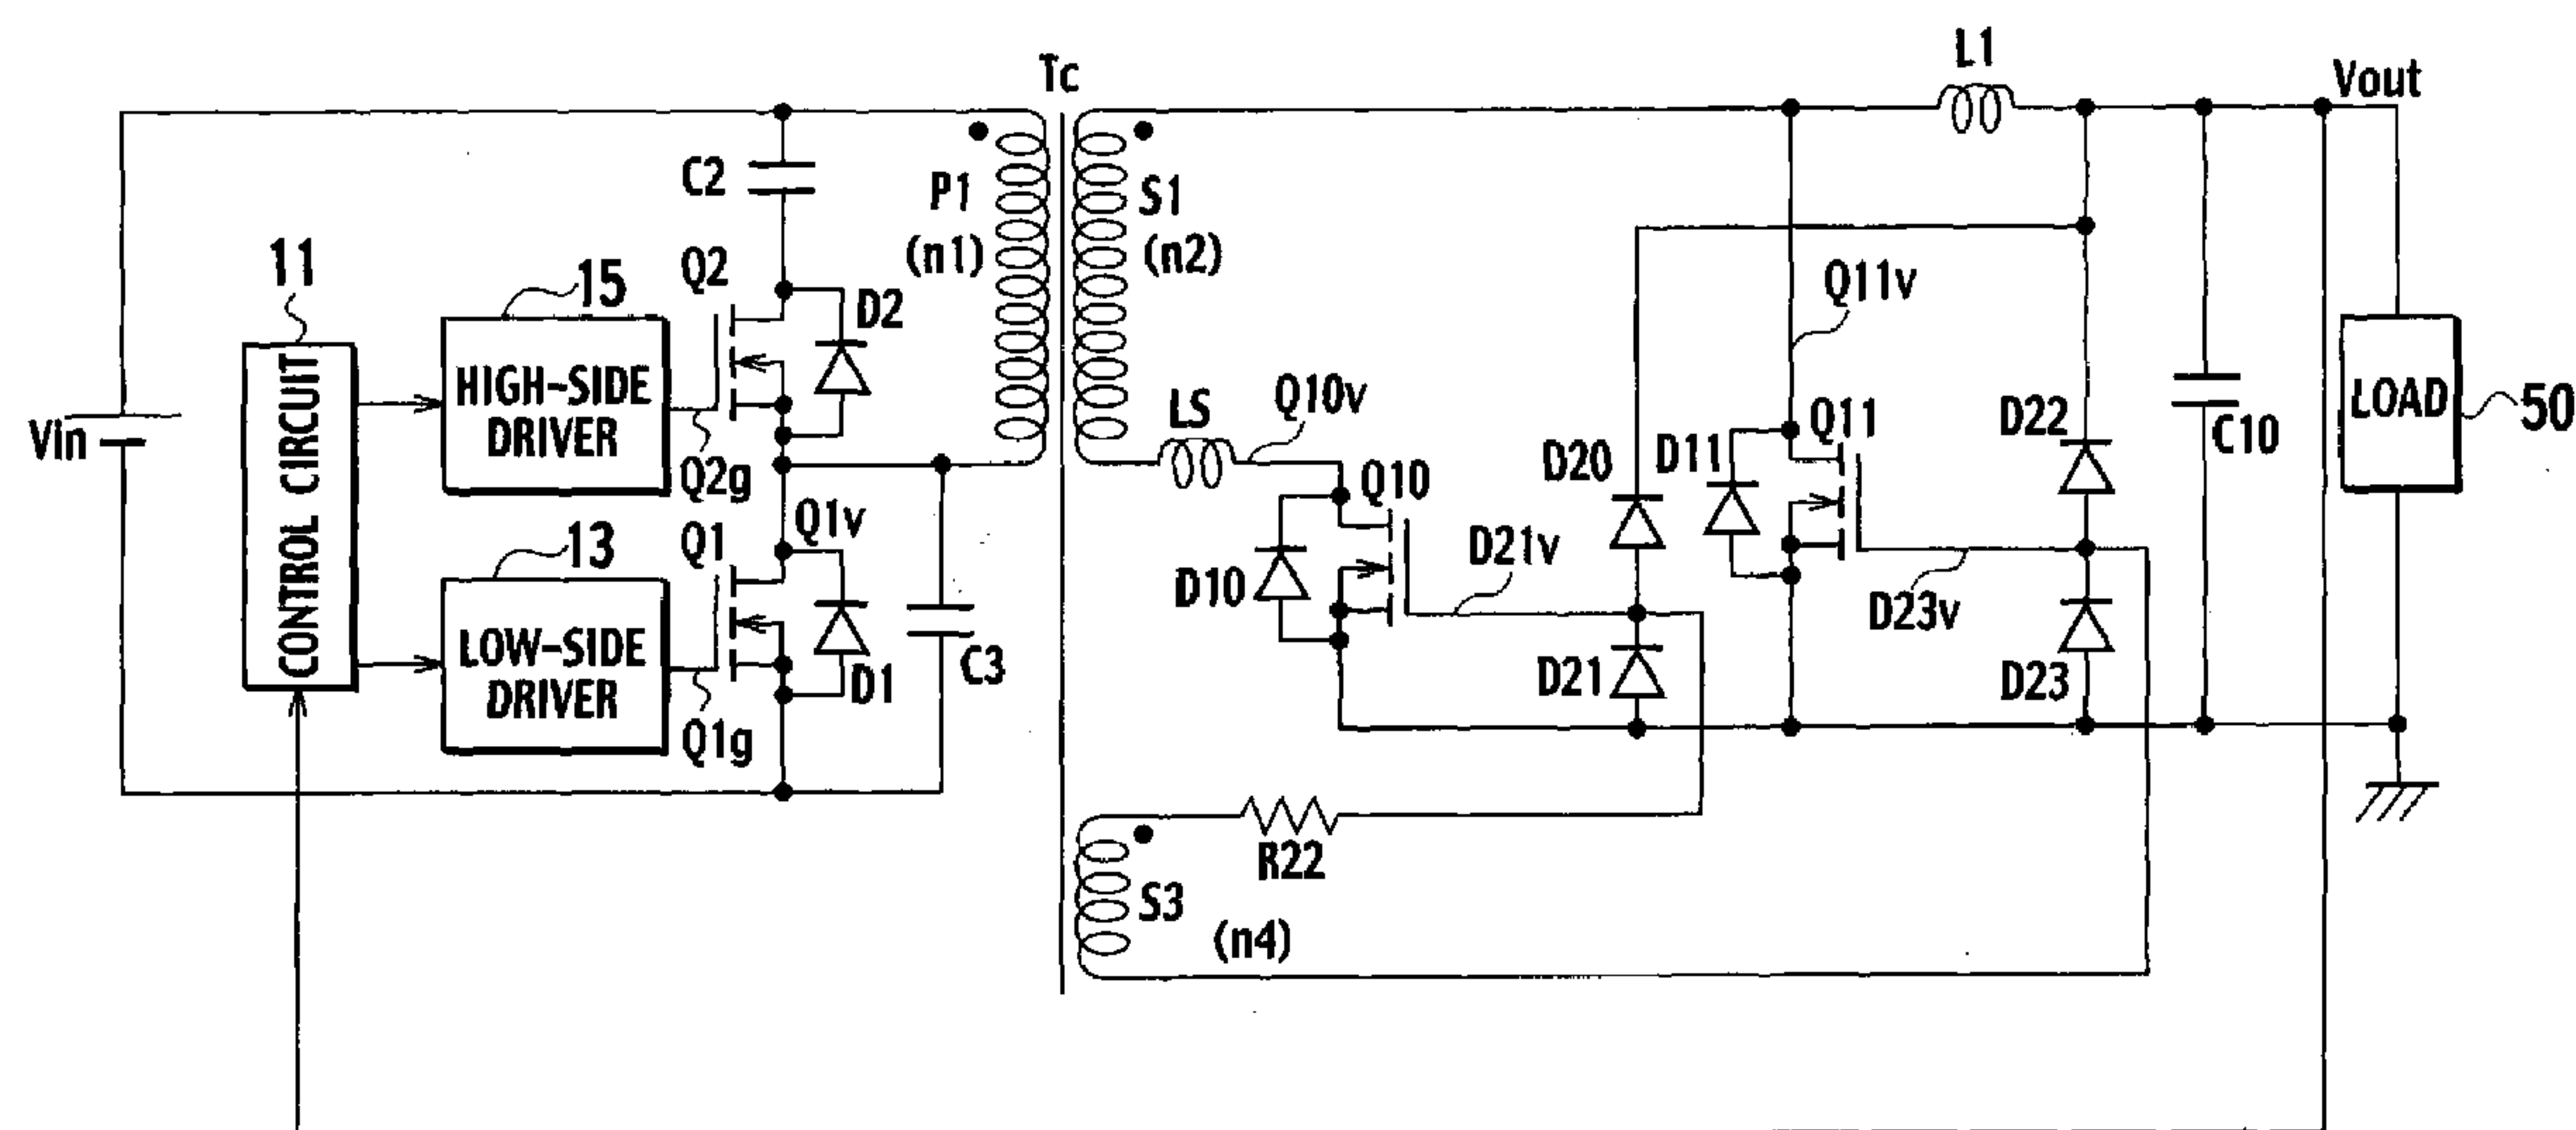 Tc
L1
Vout
C2
P1
(n1)
S1
(n2)
11
15
Q2
D2
Q11v
CONTROL CIRCUIT
HIGH-SIDE
DRIVER
Vin
Q2g
LS
Q10v
Q10
D20
D11
Q11
D22
C10
LOAD
50
13
Q1
Q1v
D21v
D10
D23v
LOW-SIDE
DRIVER
D1
C3
D21
D23
Q1g
R22
S3
(n4)